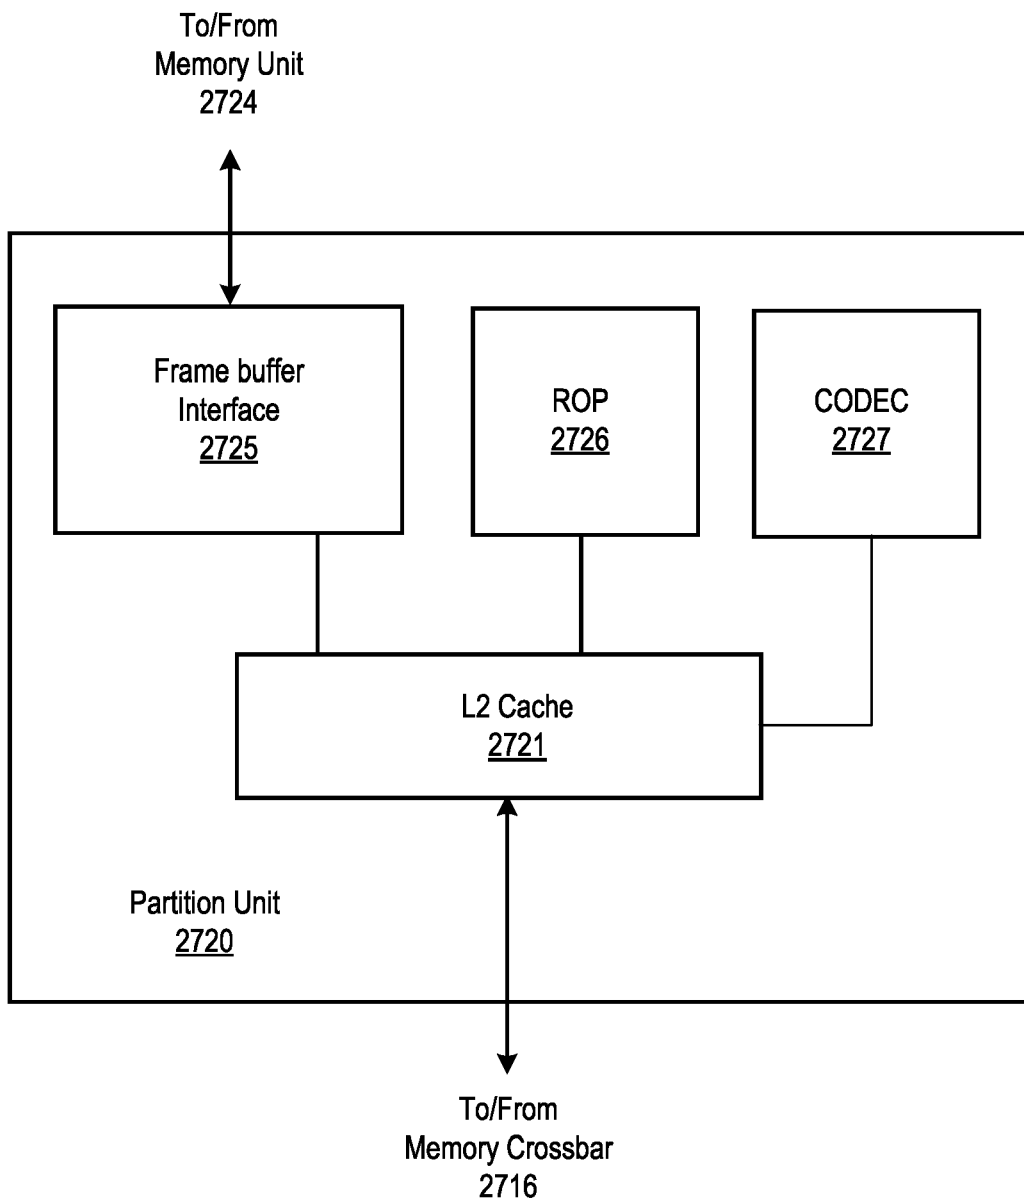 To/From
Memory Unit
2724
Frame buffer
Interface
2725
ROP
2726
CODEC
2727
L2 Cache
2721
Partition Unit
2720
To/From
Memory Crossbar
2716